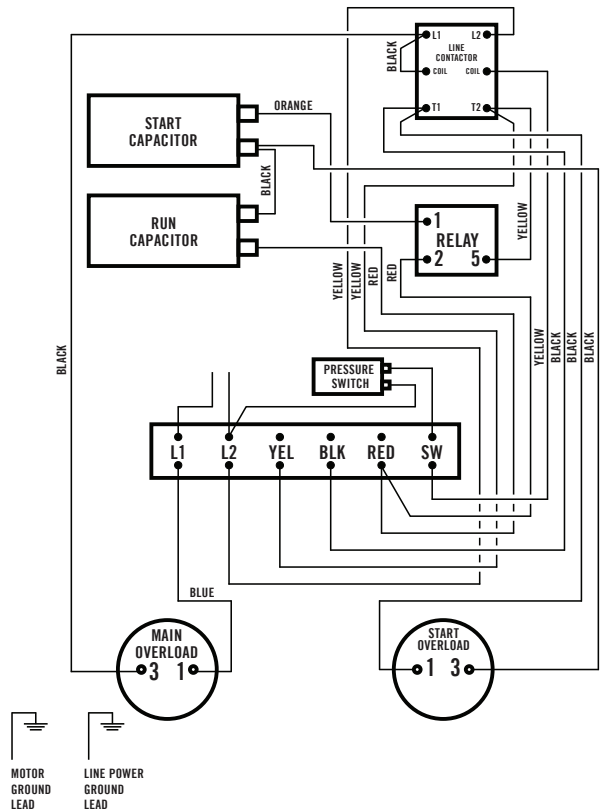 L1
L2
LINE
CONTACTOR
BLACK
COIL
COIL
T1
T2
START
CAPACITOR
ORANGE
BLACK
RUN
CAPACITOR
1
RELAY
2
5
YELLOW
YELLOW
YELLOW
RED
RED
BLACK
YELLOW
BLACK
BLACK
BLACK
PRESSURE
SWITCH
L1
L2
YEL
BLK
RED
SW
BLUE
MAIN
OVERLOAD
3
1
START
OVERLOAD
1
3
MOTOR
GROUND
LEAD
LINE POWER
GROUND
LEAD